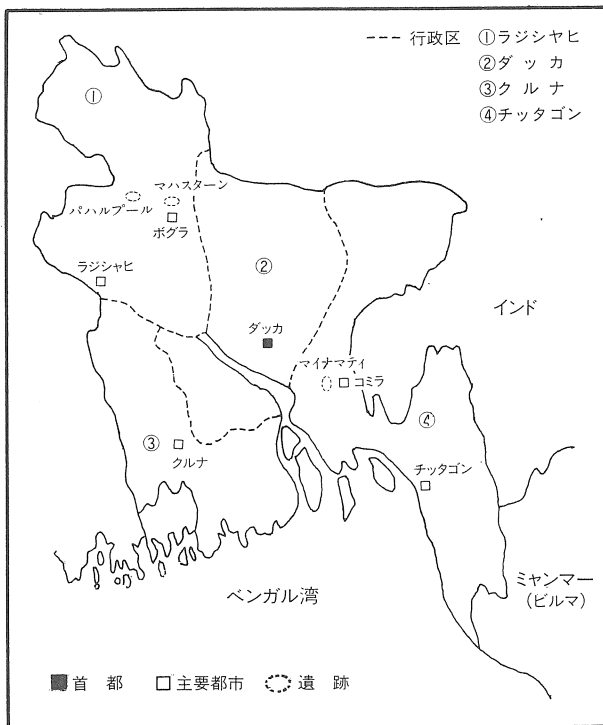 --- 行政区 ①ラジシャヒ
②ダッカ
③クルナ
④チッタゴン
①
マハスターン
パハルプール
ボグラ
②
ラジシャヒ
インド
ダッカ
マイナマティ
コミラ
④
③
クルナ
チッタゴン
ミャンマー
(ビルマ)
ベンガル湾
首都 主要都市 遺跡